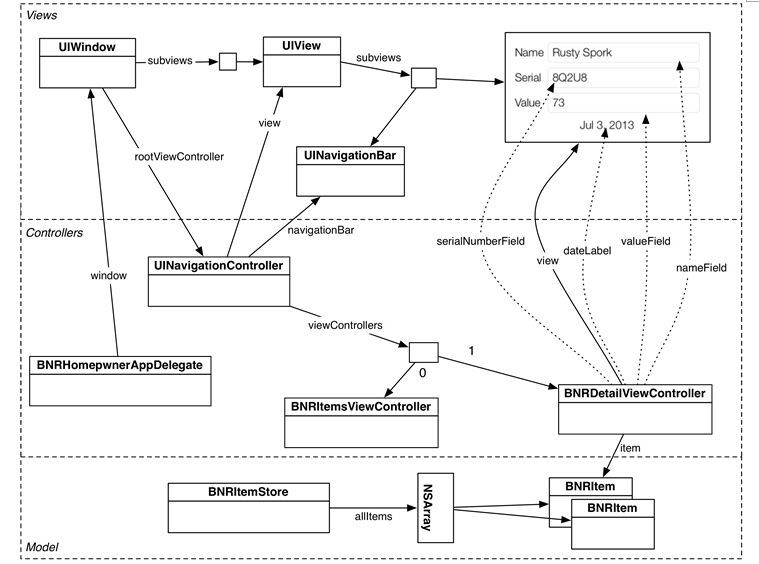 Views
UIWindow
subviews
UIView
subviews
Name Rusty Spork
Serial 8Q2U8
Value 73
Jul 3, 2013
view
rootViewController
UINavigationBar
Controllers
navigationBar
serialNumberField
dateLabel
valueField
view
nameField
UINavigationController
window
viewControllers
1
0
BNRHomepwnerAppDelegate
BNRItemsViewController
BNRDetailViewController
item
BNRItemStore
allItems
NSArray
BNRItem
BNRItem
Model